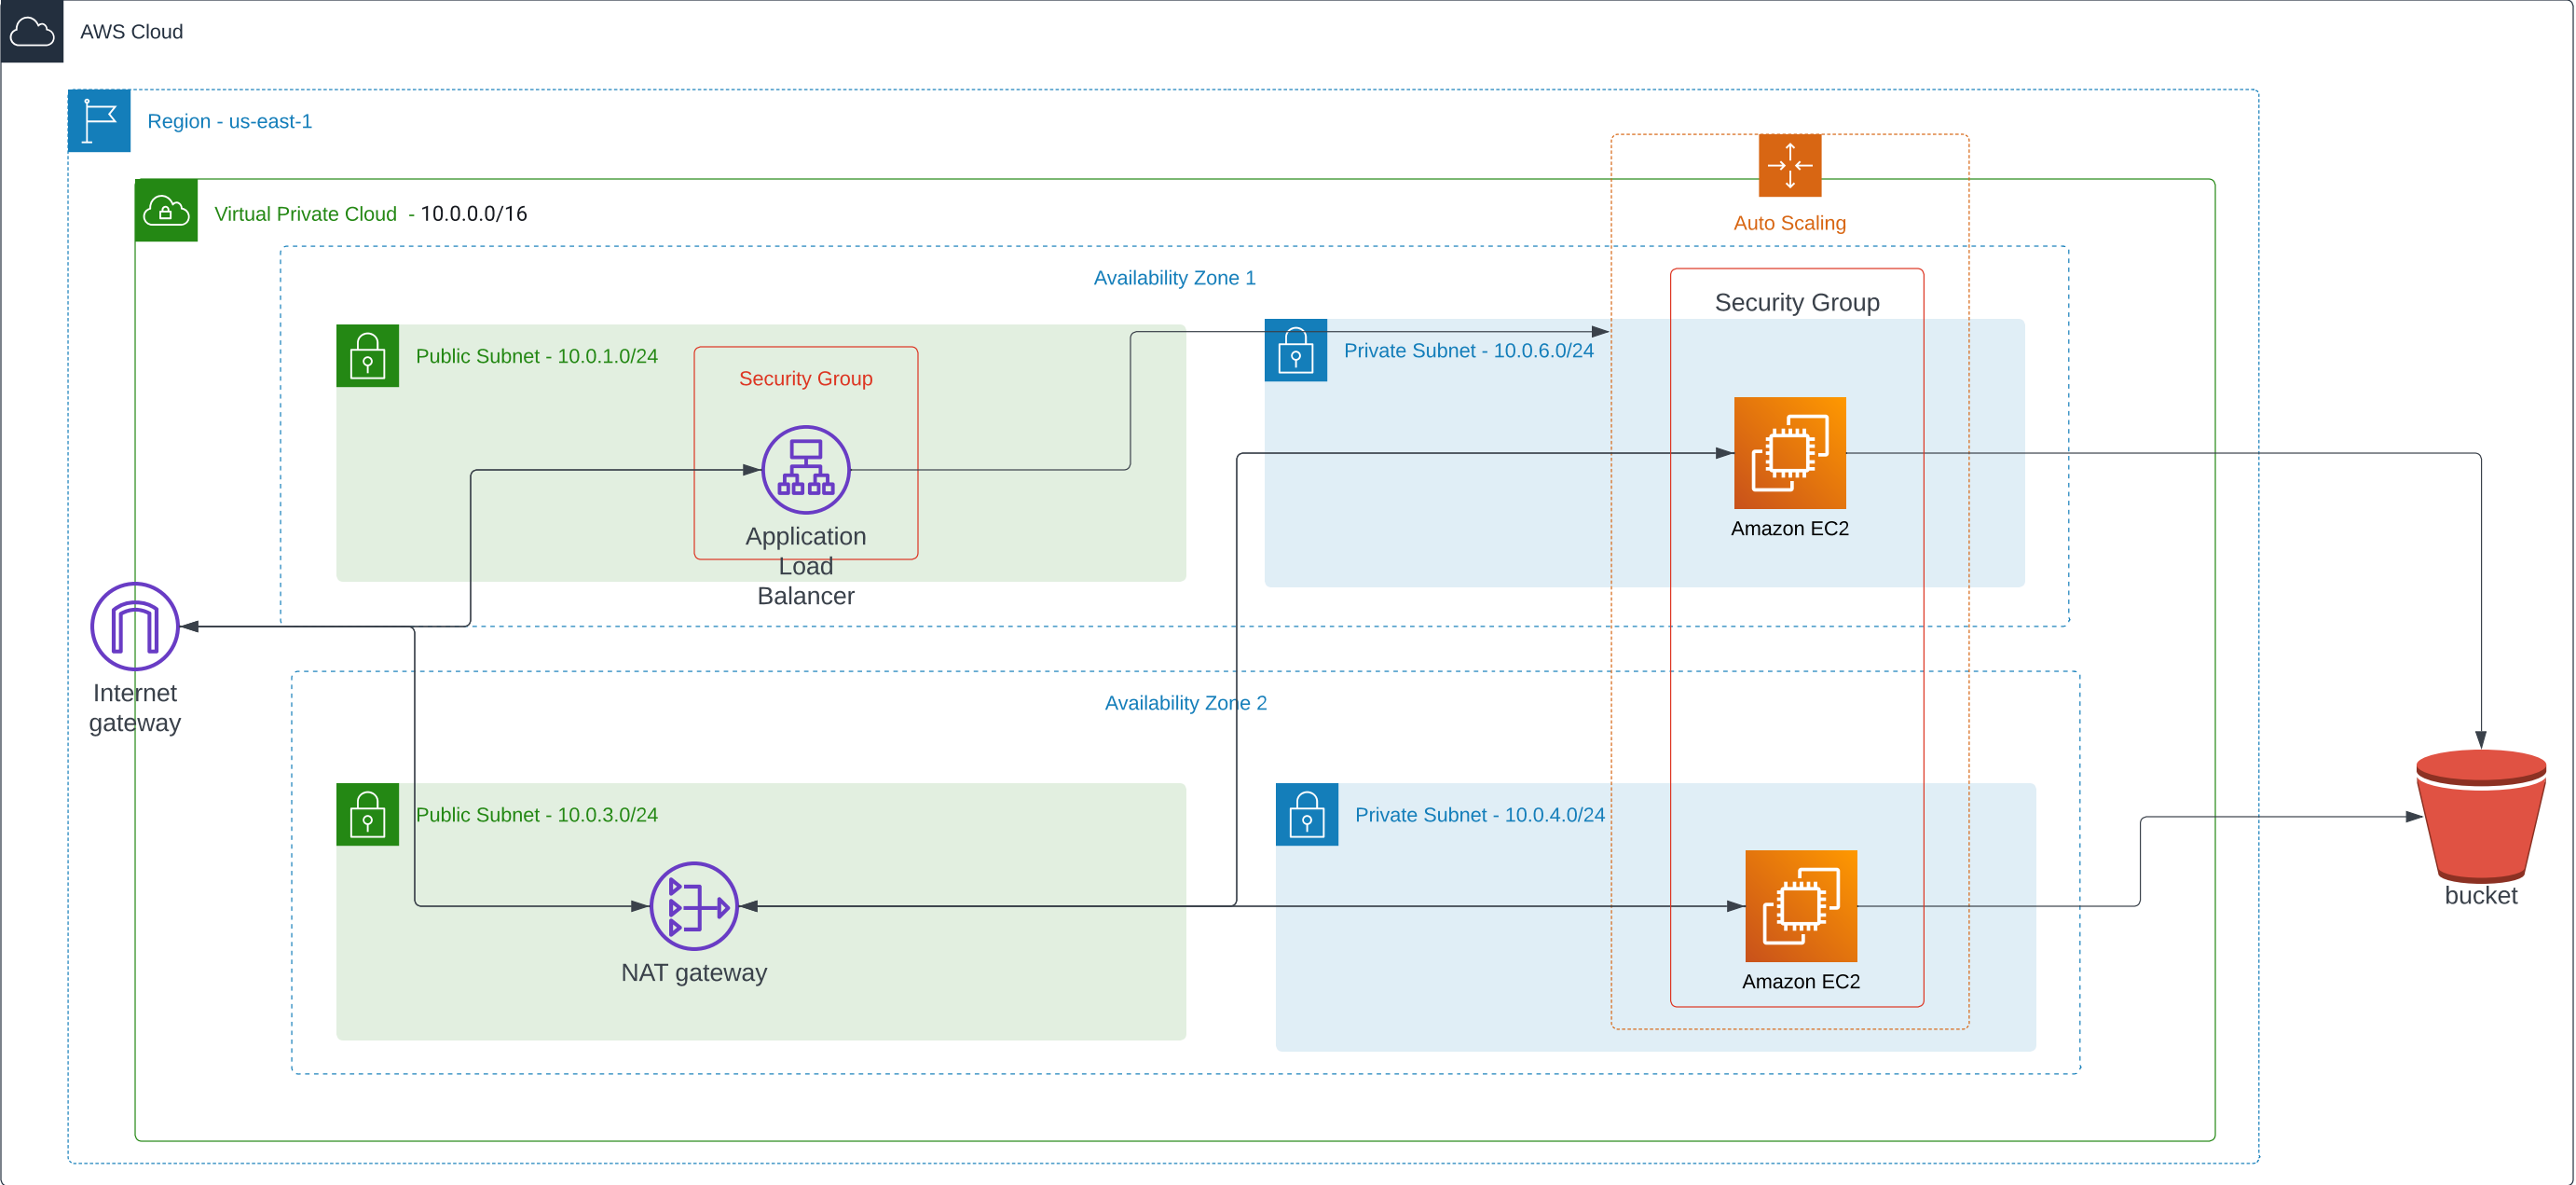 AWS Cloud
Region - us-east-1
Virtual Private Cloud - 10.0.0.0/16
Auto Scaling
Availability Zone 1
Security Group
Public Subnet - 10.0.1.0/24
Private Subnet - 10.0.6.0/24
Security Group
Application
Load
Balancer
Amazon EC2
Internet
gateway
Availability Zone 2
Public Subnet - 10.0.3.0/24
Private Subnet - 10.0.4.0/24
NAT gateway
Amazon EC2
bucket